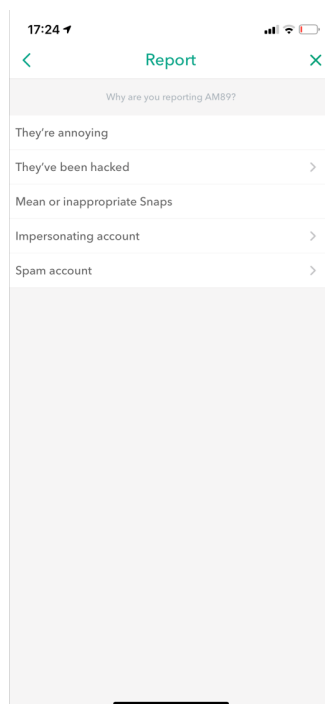 17:24
Report
Why are you reporting AM89?
They're annoying
They've been hacked
Mean or inappropriate Snaps
Impersonating account
Spam account